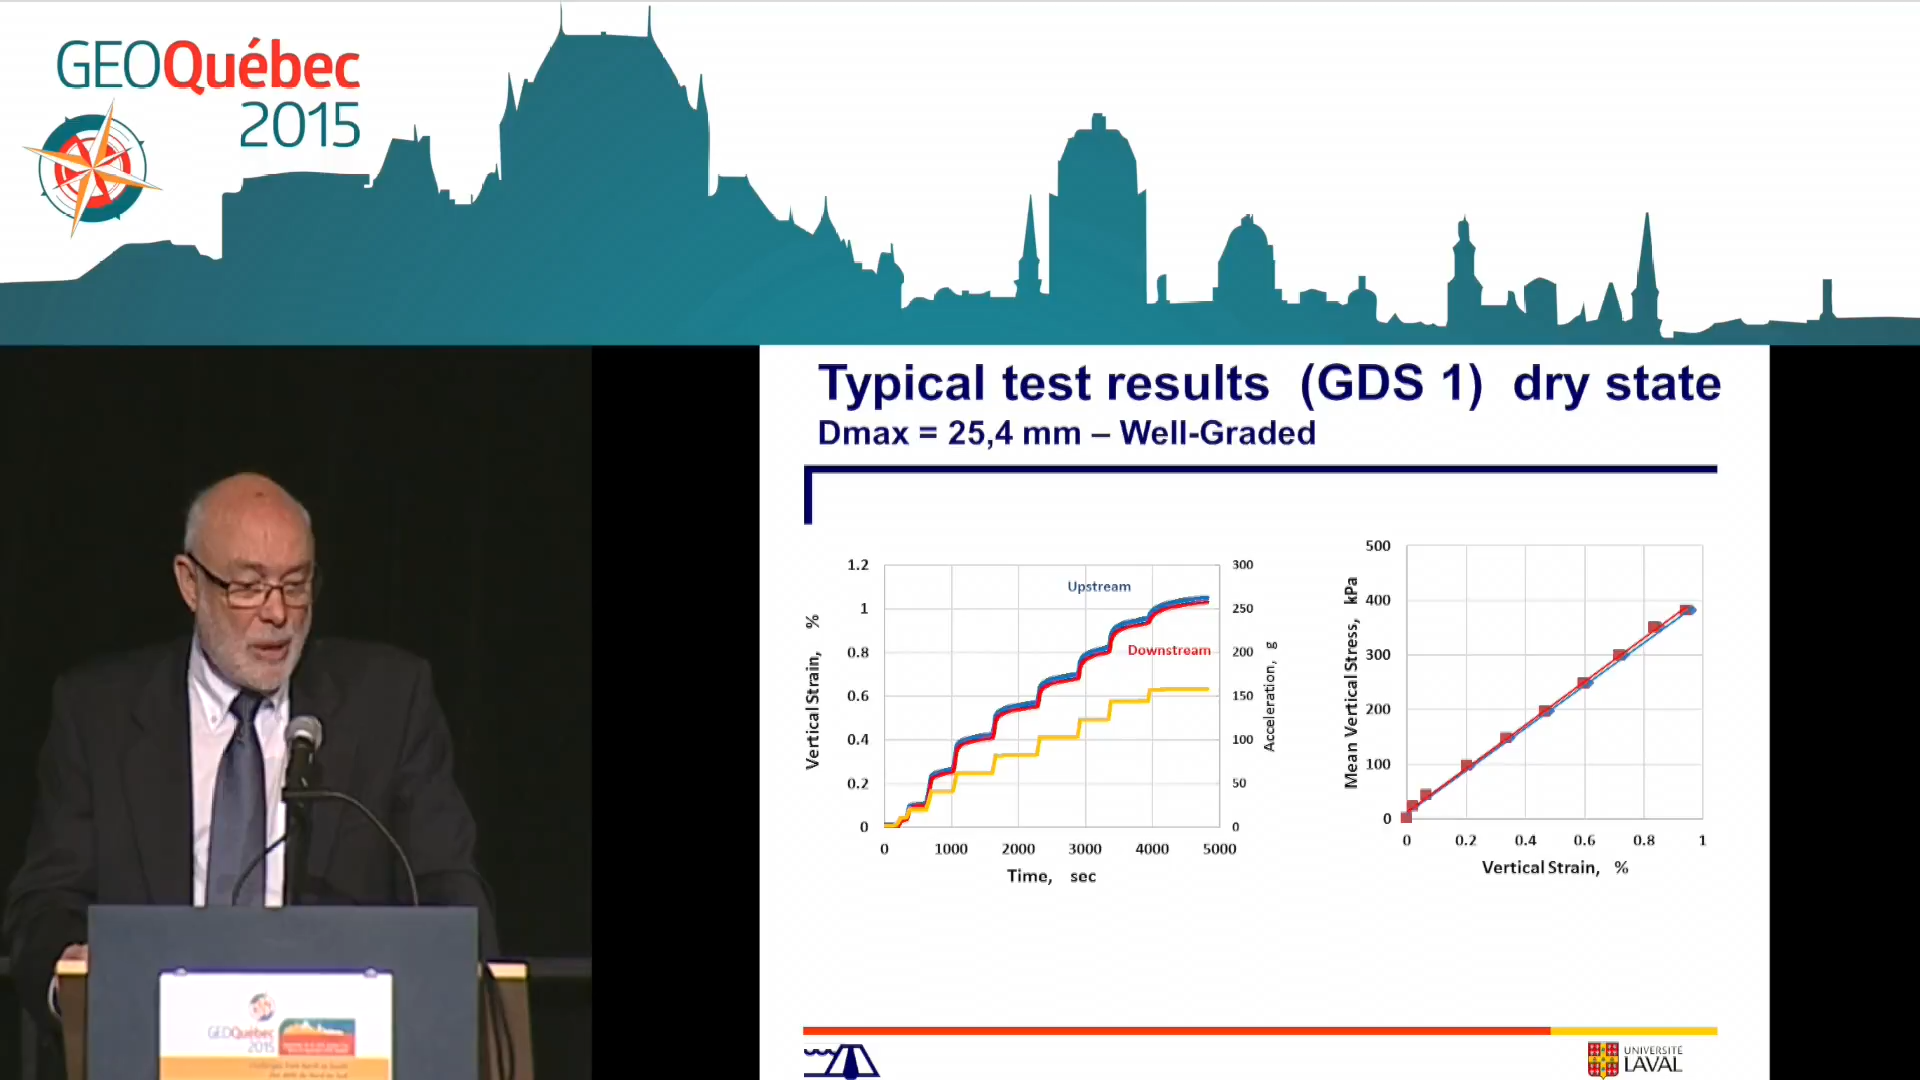 GEOQuébec
2015
Typical test results (GDS 1) dry state
Dmax = 25,4 mm – Well-Graded
1.2
1
0.8
0.6
0.4
0.2
0
Vertical Strain, %
Upstream
Downstream
300
250
200
150
100
50
0
Acceleration, g
0 1000 2000 3000 4000 5000
Time, sec
500
400
300
200
100
0
Mean Vertical Stress, kPa
0 0.2 0.4 0.6 0.8 1
Vertical Strain, %
UNIVERSITÉ
LAVAL
GEOQuébec
2015